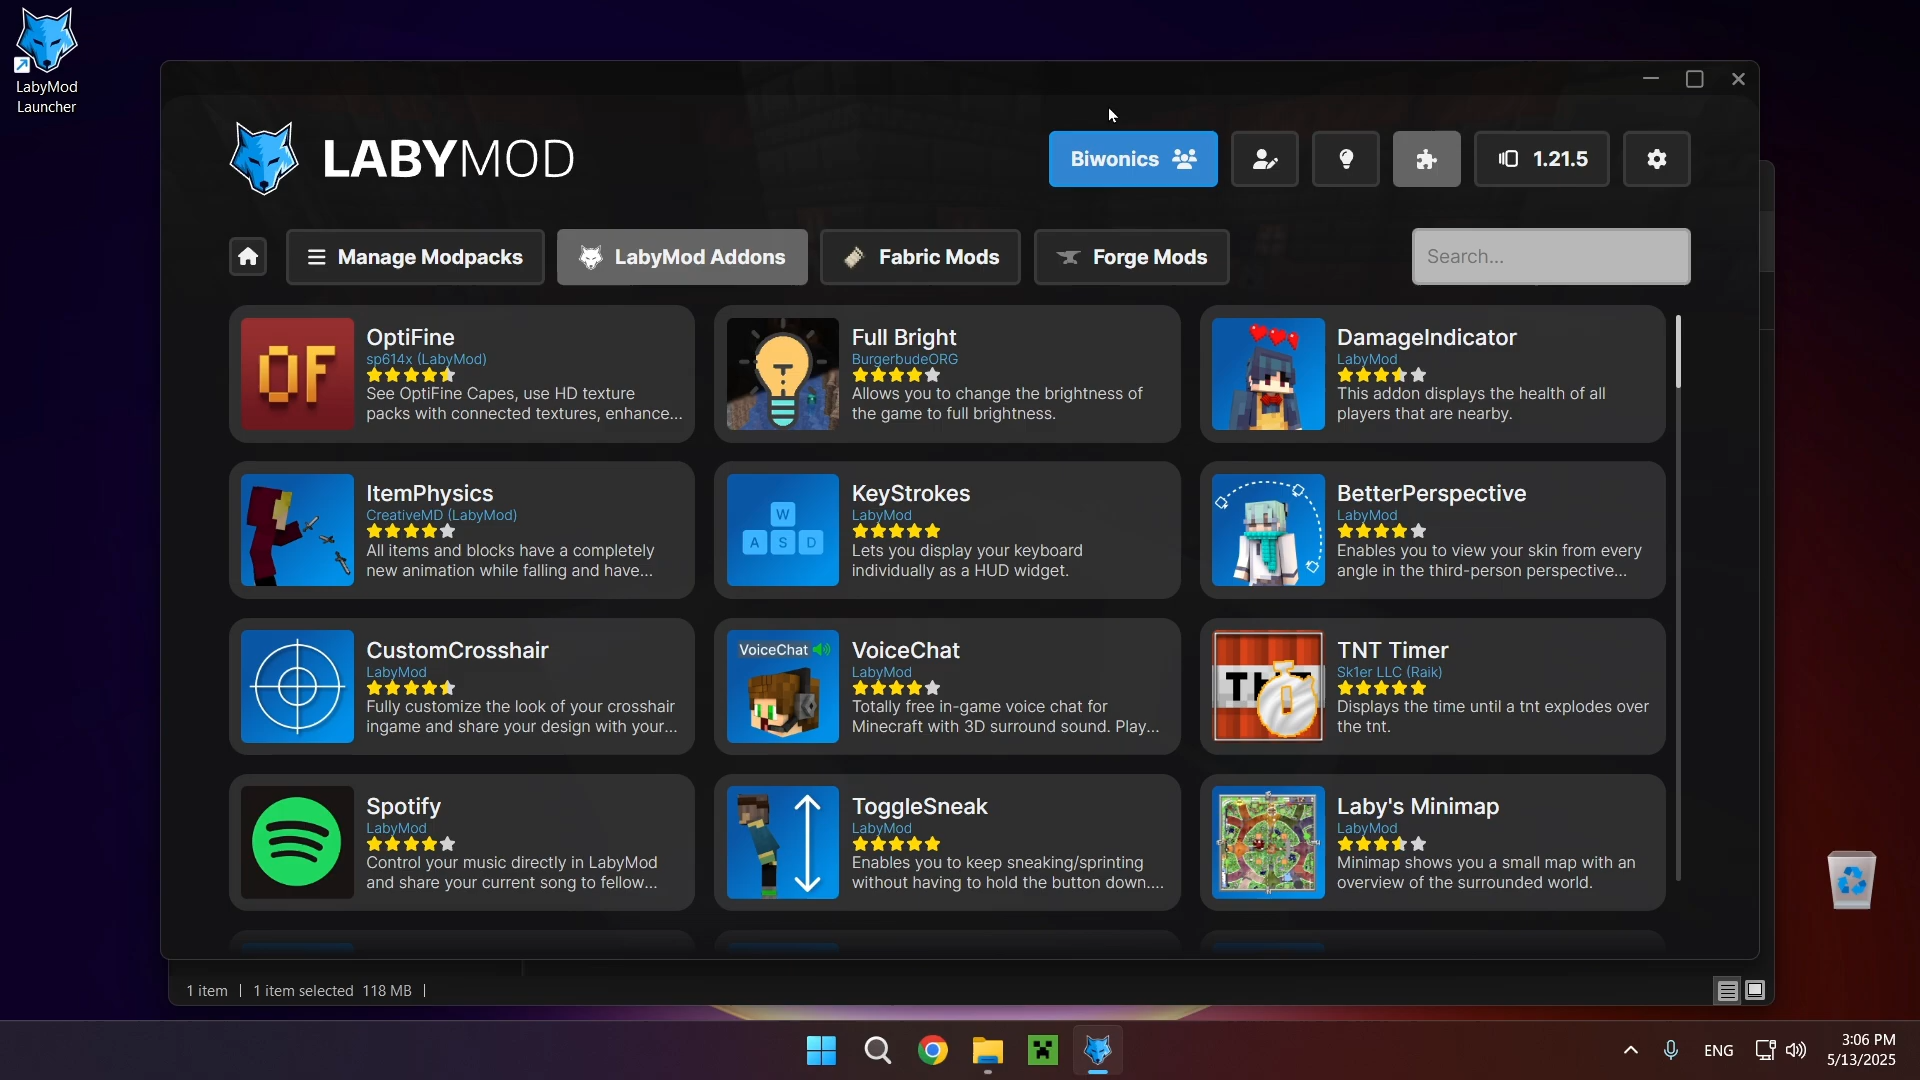 LabyMod
Launcher
LABYMOD
Biwonics
1.21.5
Manage Modpacks
LabyMod Addons
Fabric Mods
Forge Mods
Search...
OF
OptiFine
sp614x (LabyMod)
See OptiFine Capes, use HD texture
packs with connected textures, enhance...
Full Bright
BurgerbudeORG
Allows you to change the brightness of
the game to full brightness.
DamageIndicator
LabyMod
This addon displays the health of all
players that are nearby.
ItemPhysics
CreativeMD (LabyMod)
All items and blocks have a completely
new animation while falling and have...
W
A S D
KeyStrokes
LabyMod
Lets you display your keyboard
individually as a HUD widget.
BetterPerspective
LabyMod
Enables you to view your skin from every
angle in the third-person perspective...
CustomCrosshair
LabyMod
Fully customize the look of your crosshair
ingame and share your design with your...
VoiceChat
VoiceChat
LabyMod
Totally free in-game voice chat for
Minecraft with 3D surround sound. Play...
TNT Timer
Sk1er LLC (Raik)
Displays the time until a tnt explodes over
the tnt.
Spotify
LabyMod
Control your music directly in LabyMod
and share your current song to fellow...
ToggleSneak
LabyMod
Enables you to keep sneaking/sprinting
without having to hold the button down....
Laby's Minimap
LabyMod
Minimap shows you a small map with an
overview of the surrounded world.
1 item | 1 item selected 118 MB |
ENG
3:06 PM
5/13/2025